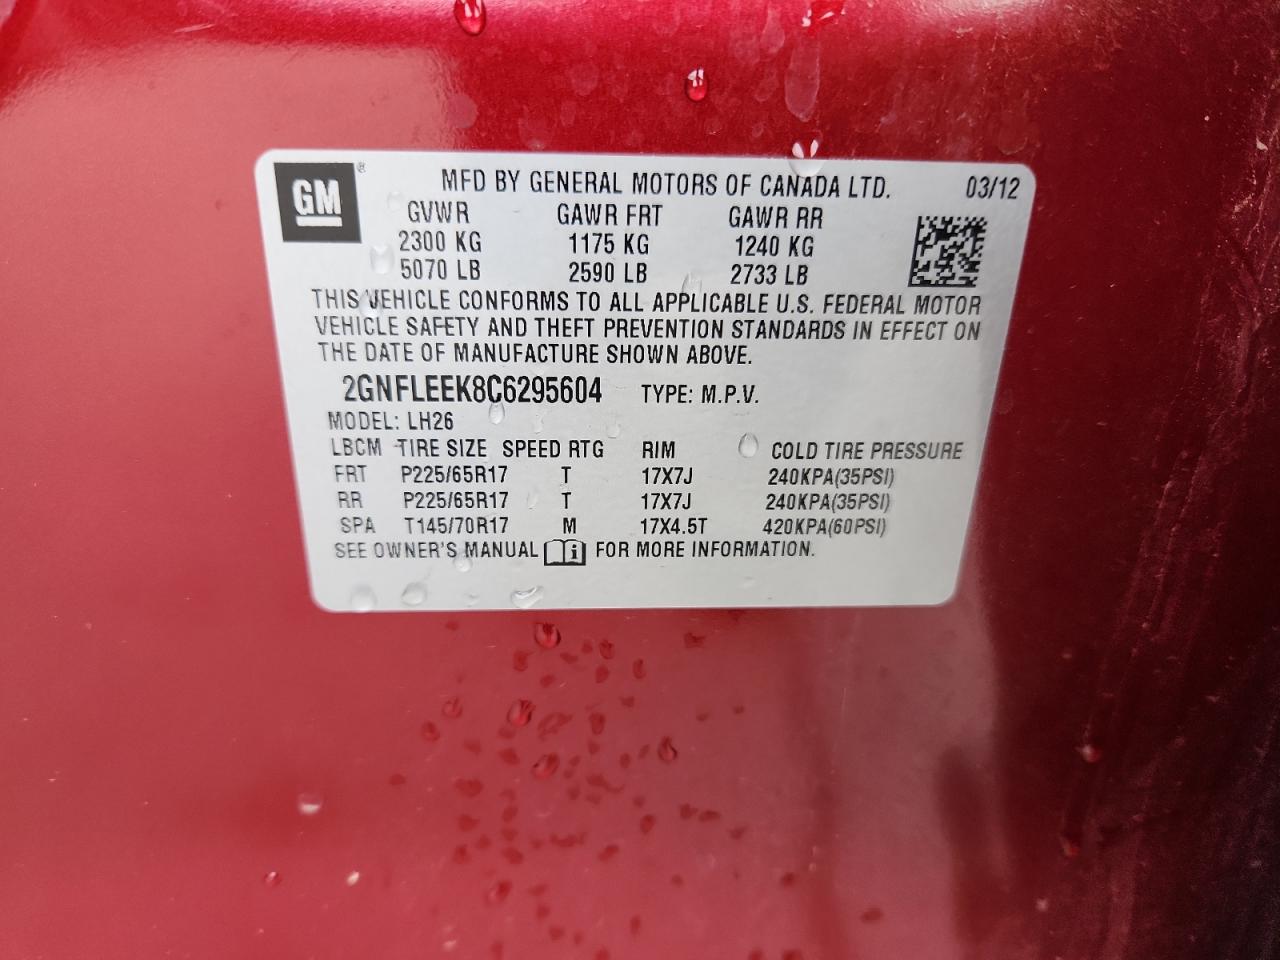 GM ® MFD BY GENERAL MOTORS OF CANADA LTD. 03/12
GVWR GAWR FRT GAWR RR
2300 KG 1175 KG 1240 KG
5070 LB 2590 LB 2733 LB
THIS VEHICLE CONFORMS TO ALL APPLICABLE U.S. FEDERAL MOTOR
VEHICLE SAFETY AND THEFT PREVENTION STANDARDS IN EFFECT ON
THE DATE OF MANUFACTURE SHOWN ABOVE.
2GNFLEEK8C6295604 TYPE: M.P.V.
MODEL: LH26
LBCM TIRE SIZE SPEED RTG RIM COLD TIRE PRESSURE
FRT P225/65R17 T 17X7J 240KPA(35PSI)
RR P225/65R17 T 17X7J 240KPA(35PSI)
SPA T145/70R17 M 17X4.5T 420KPA(60PSI)
SEE OWNER'S MANUAL i FOR MORE INFORMATION.